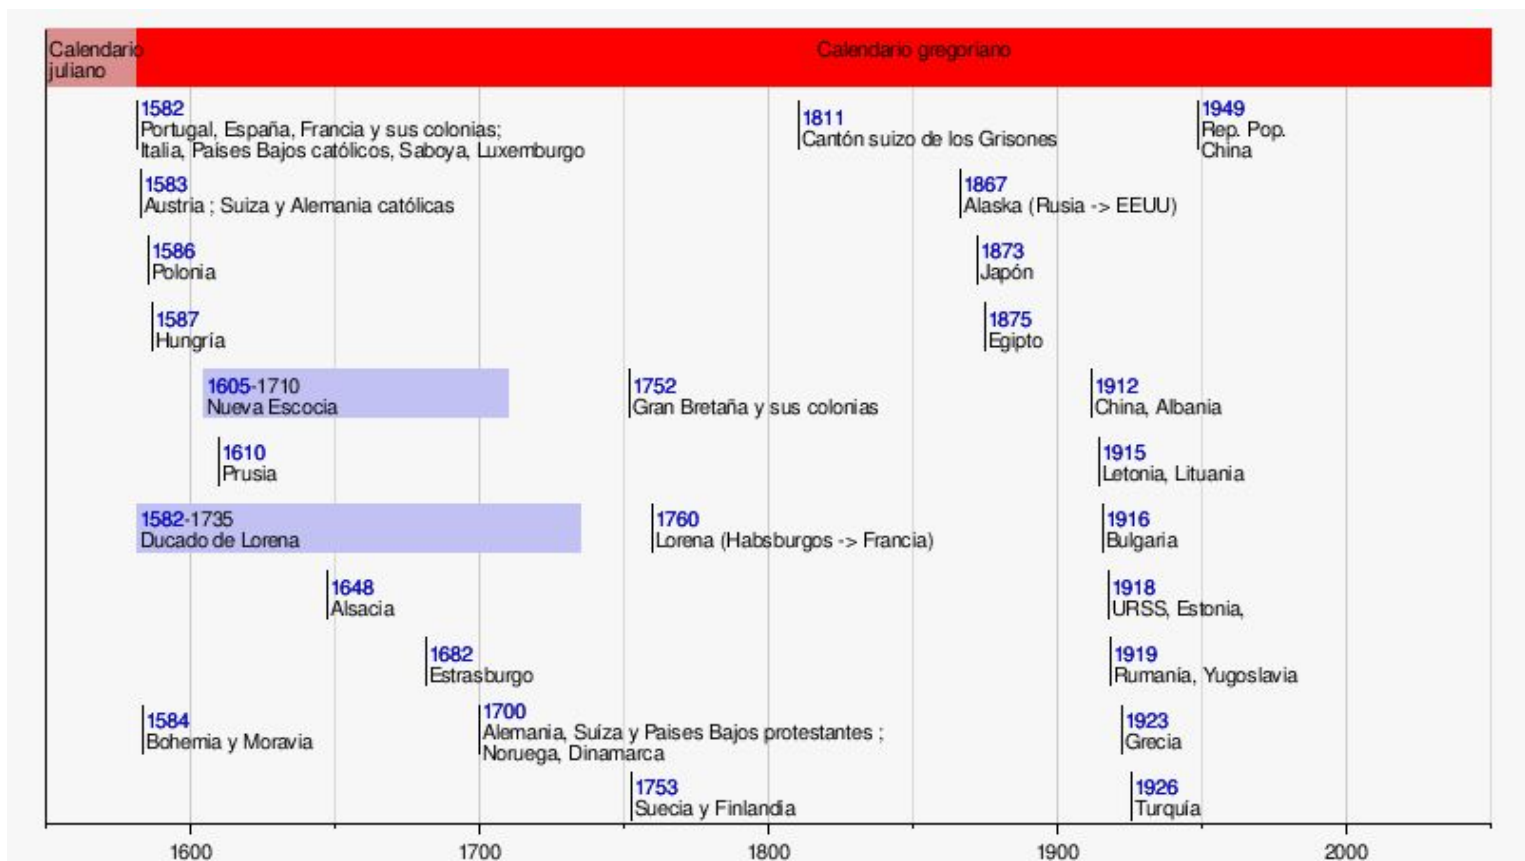 Calendario
juliano
Calendario gregoriano
1582
Portugal, España, Francia y sus colonias;
Italia, Paises Bajos católicos, Saboya, Luxemburgo
1811
Cantón suizo de los Grisones
1949
Rep. Pop.
China
1583
Austria ; Suiza y Alemania católicas
1867
Alaska (Rusia -> EEUU)
1586
Polonia
1873
Japón
1587
Hungría
1875
Egipto
1605-1710
Nueva Escocia
1752
Gran Bretaña y sus colonias
1912
China, Albania
1610
Prusia
1915
Letonia, Lituania
1582-1735
Ducado de Lorena
1760
Lorena (Habsburgos -> Francia)
1916
Bulgaria
1648
Alsacia
1918
URSS, Estonia,
1682
Estrasburgo
1919
Rumanía, Yugoslavia
1584
Bohemia y Moravia
1700
Alemania, Suíza y Paises Bajos protestantes ;
Noruega, Dinamarca
1923
Grecia
1753
Suecia y Finlandia
1926
Turquía
1600
1700
1800
1900
2000